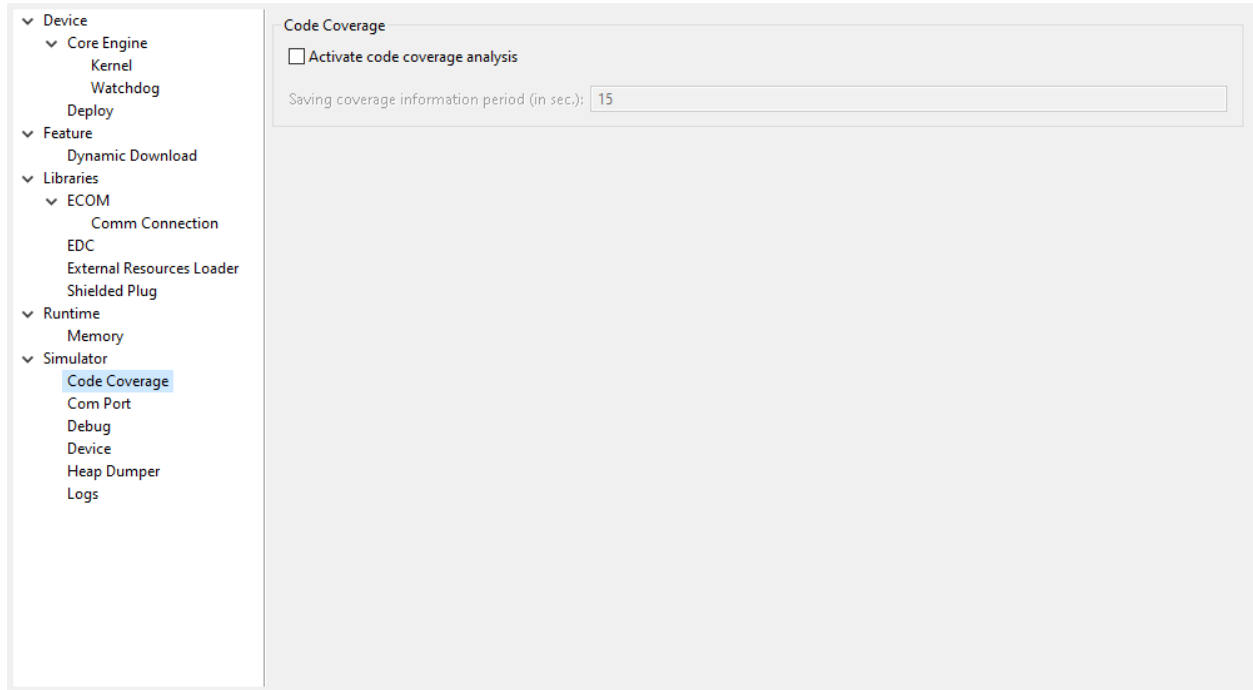 Device
Core Engine
Kernel
Watchdog
Deploy
Feature
Dynamic Download
Libraries
ECOM
Comm Connection
EDC
External Resources Loader
Shielded Plug
Runtime
Memory
Simulator
Code Coverage
Com Port
Debug
Device
Heap Dumper
Logs
Code Coverage
Activate code coverage analysis
Saving coverage information period (in sec.): 15